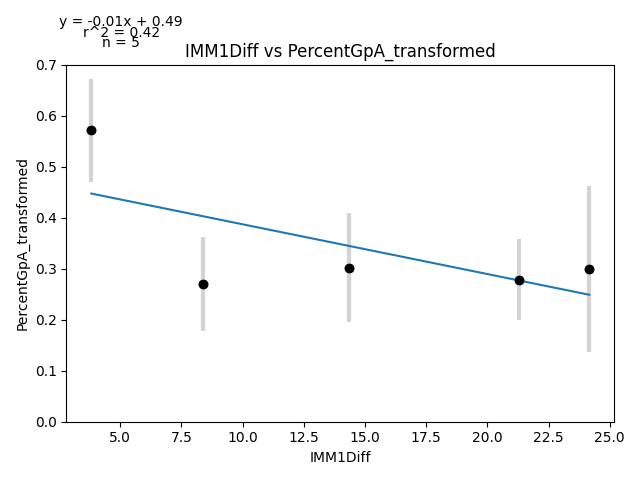 y = -0.01x + 0.49
r^2 = 0.42
n = 5
IMM1Diff vs PercentGpA_transformed
0.7
0.6
0.5
0.4
0.3
0.2
0.1
0.0
PercentGpA_transformed
5.0 7.5 10.0 12.5 15.0 17.5 20.0 22.5 25.0
IMM1Diff